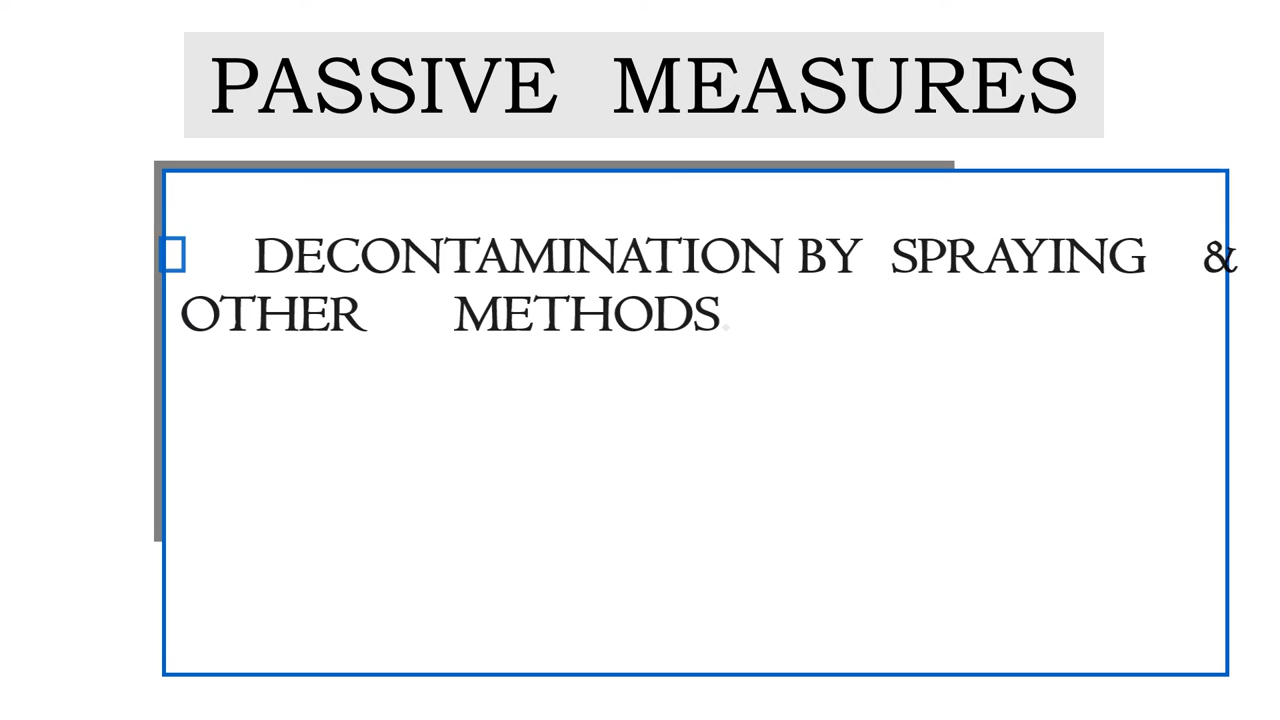 PASSIVE MEASURES
DECONTAMINATION BY SPRAYING &
OTHER METHODS.